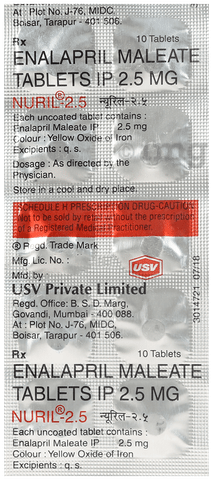 At : Plot No. J-76, MIDC,
Boisar, Tarapur - 401 506.
Rx 10 Tablets
ENALAPRIL MALEATE
TABLETS IP 2.5 MG
NURIL®-2.5 न्यूरिल-२.५
Each uncoated tablet contains :
Enalapril Maleate IP 2.5 mg
Colour : Yellow Oxide of Iron
Excipients : q. s.
Dosage : As directed by the
Physician.
Store in a cool and dry place.
SCHEDULE H PRESCRIPTION DRUG-CAUTION
Not to be sold by retail without the prescription
of a Registered Medical Practitioner.
® Regd. Trade Mark
Mfg. Lic. No. :
Mfd. by :
USV
USV Private Limited
Regd. Office: B. S. D. Marg,
Govandi, Mumbai - 400 088.
At : Plot No. J-76, MIDC,
Boisar, Tarapur - 401 506.
3014721 07/18
Rx 10 Tablets
ENALAPRIL MALEATE
TABLETS IP 2.5 MG
NURIL®-2.5 न्यूरिल-२.५
Each uncoated tablet contains :
Enalapril Maleate IP 2.5 mg
Colour : Yellow Oxide of Iron
Excipients : q. s.